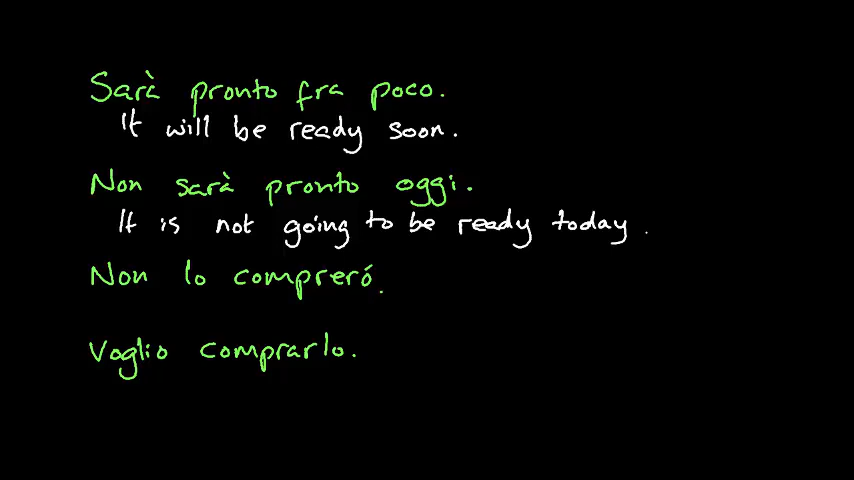 Sarà pronto fra poco.
It will be ready soon.
Non sarà pronto oggi.
It is not going to be ready today.
Non lo compreró.
Voglio comprarlo.